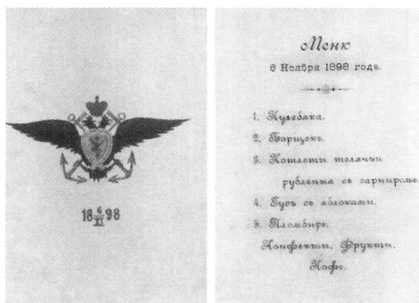 18 6/XI 98
Меню
6 Ноября 1898 года.
1. Кулебяка.
2. Борщокъ.
3. Котлеты телячьи
рубленыя съ гарниромъ
4. Гусь съ яблоками.
5. Пломбиръ.
Конфекты, Фрукты,
Кофе.